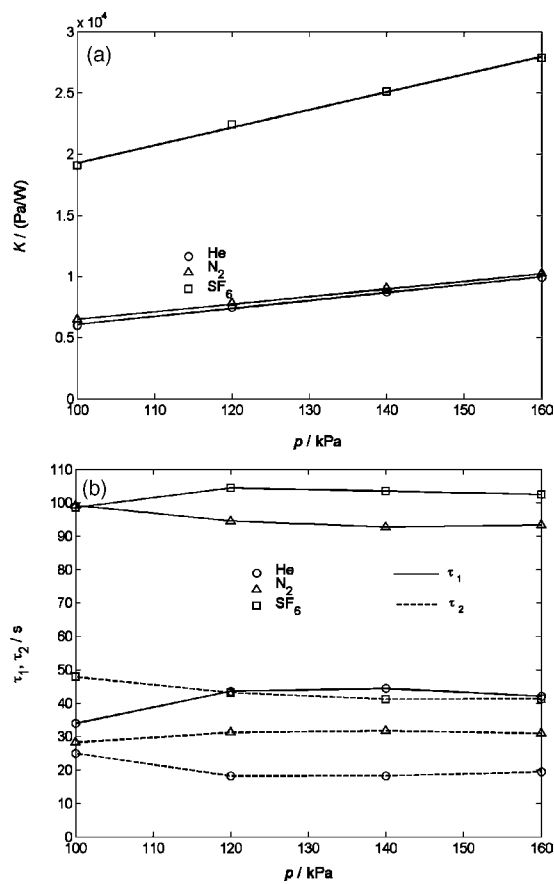 × 10⁴
3
(a)
2.5
2
K / (Pa/W)
1.5
He
N₂
SF₆
1
0.5
0
100 110 120 130 140 150 160
p / kPa
110
(b)
100
90
He
N₂
SF₆
τ₁
τ₂
80
70
60
τ₁, τ₂ / s
50
40
30
20
10
0
100 110 120 130 140 150 160
p / kPa